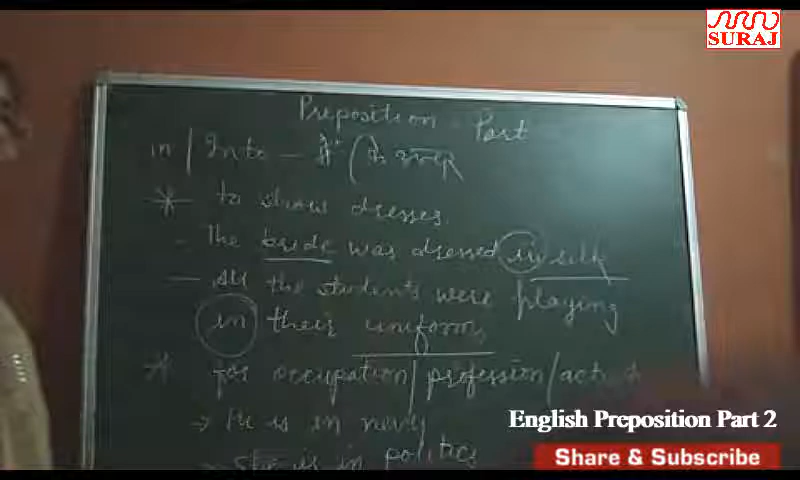 SURAJ
Preposition - Part
in / Into - में (के अन्दर
* to show dresses.
- The bride was dressed in silk
- All the students were playing
in their uniform,
* for occupation / profession /
→ He is in navy
→ She is in politics
English Preposition Part 2
Share & Subscribe